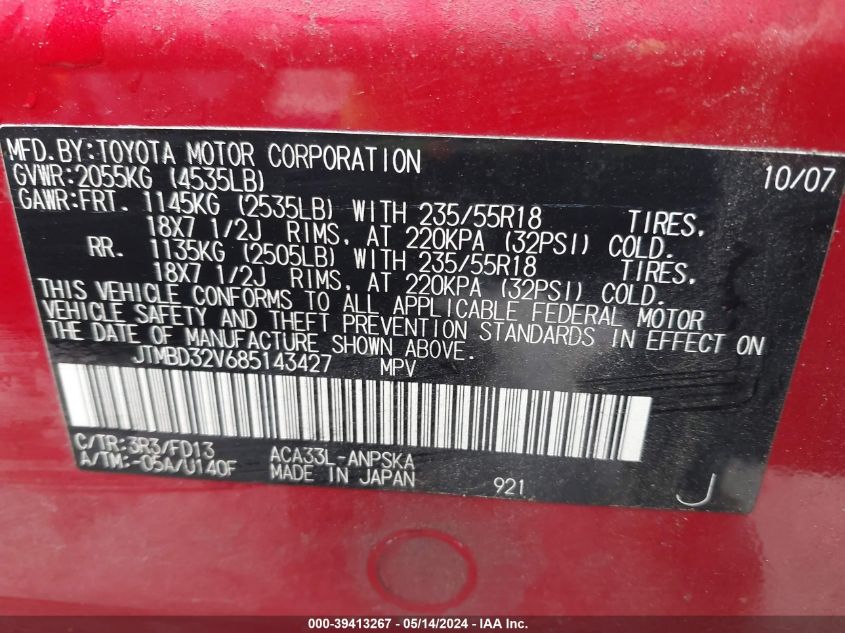 MFD.BY:TOYOTA MOTOR CORPORATION 10/07
GVWR:2055KG (4535LB)
GAWR:FRT. 1145KG (2535LB) WITH 235/55R18 TIRES,
18X7 1/2J RIMS, AT 220KPA (32PSI) COLD.
RR. 1135KG (2505LB) WITH 235/55R18 TIRES,
18X7 1/2J RIMS, AT 220KPA (32PSI) COLD.
THIS VEHICLE CONFORMS TO ALL APPLICABLE FEDERAL MOTOR
VEHICLE SAFETY AND THEFT PREVENTION STANDARDS IN EFFECT ON
THE DATE OF MANUFACTURE SHOWN ABOVE.
JTMBD32V685143427 MPV
C/TR:3R3/FD13 ACA33L-ANPSKA
A/TM:-05A/U140F MADE IN JAPAN 921 J
000-39413267 - 05/14/2024 - IAA Inc.